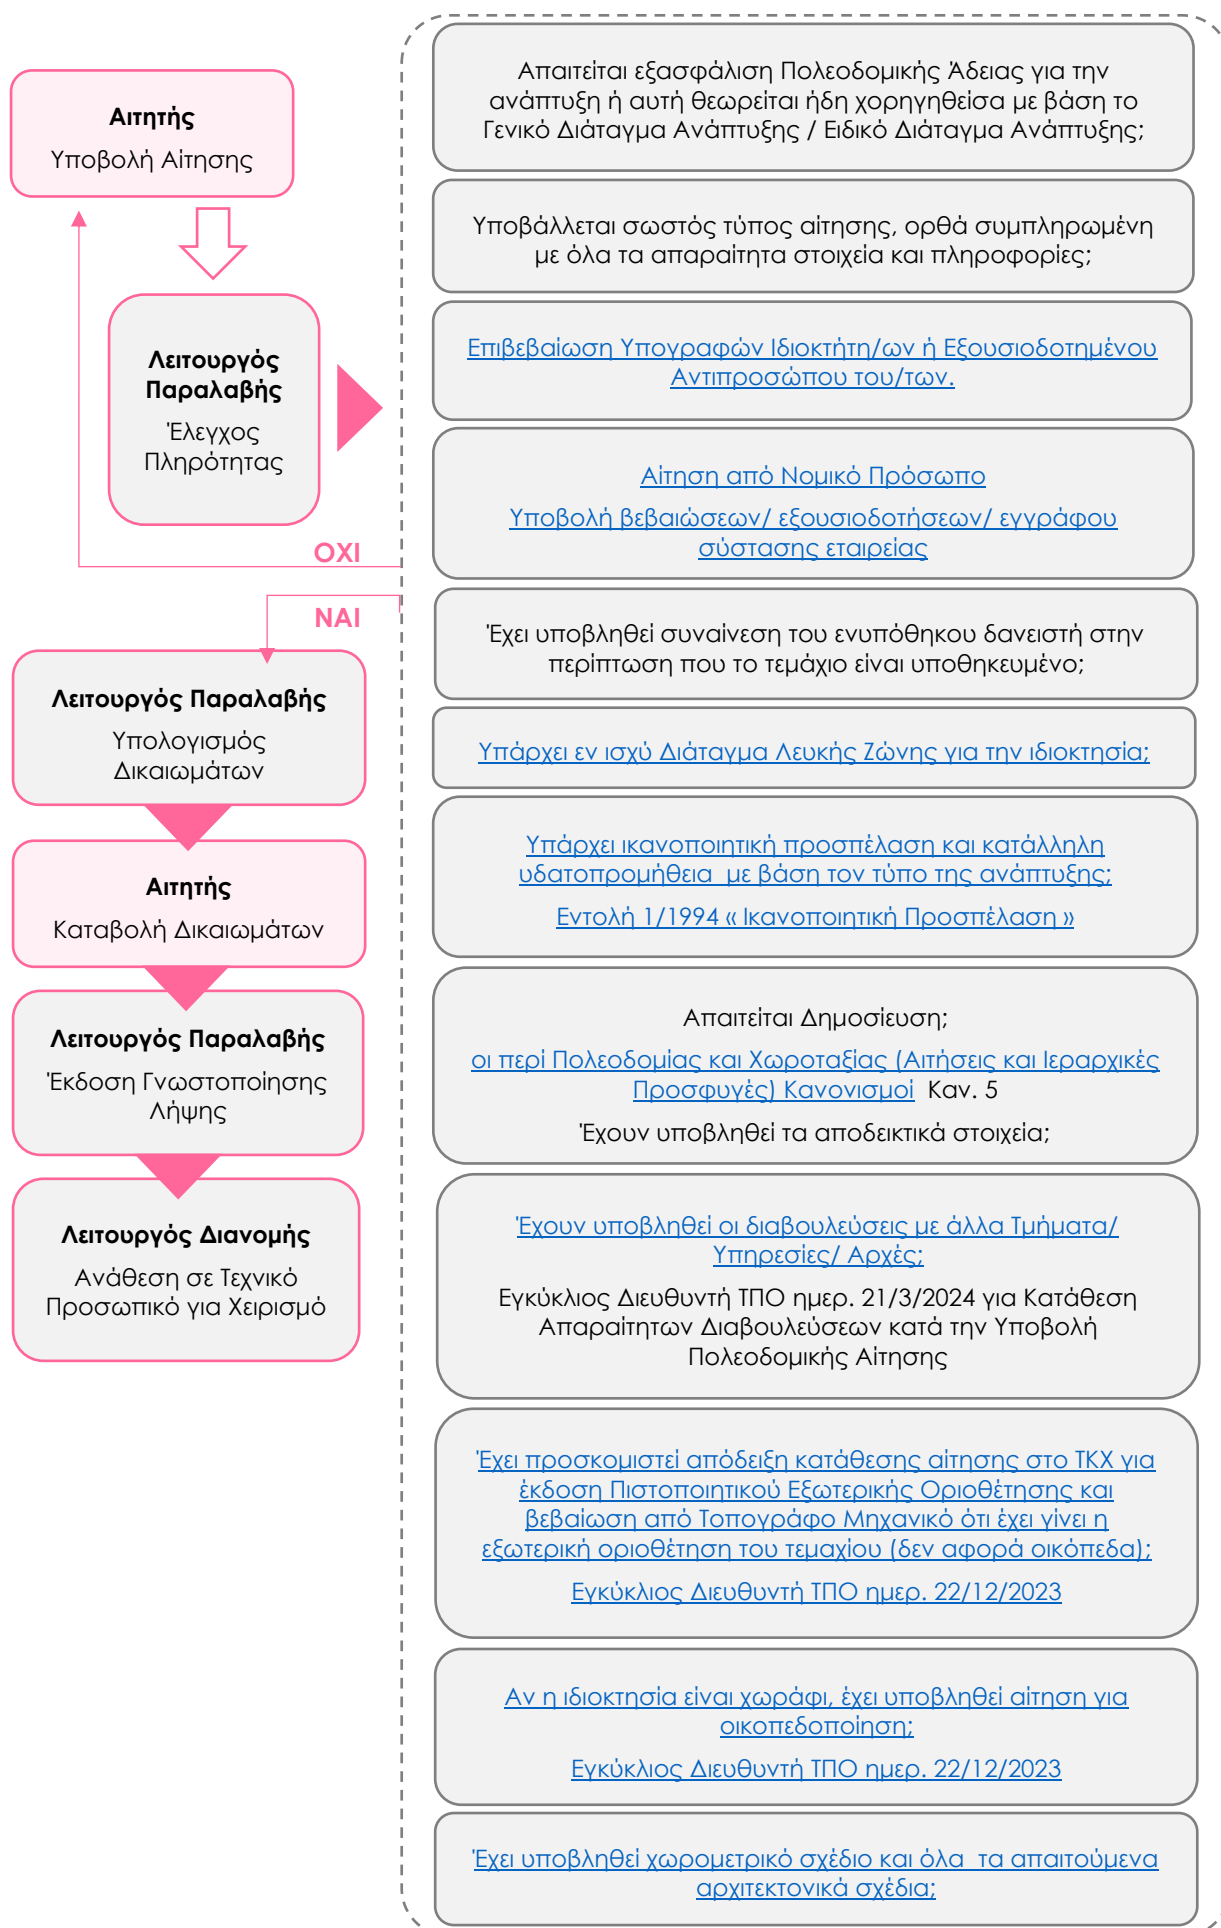 Αιτητής
Υποβολή Αίτησης
Λειτουργός
Παραλαβής
Έλεγχος
Πληρότητας
ΟΧΙ
ΝΑΙ
Λειτουργός Παραλαβής
Υπολογισμός
Δικαιωμάτων
Αιτητής
Καταβολή Δικαιωμάτων
Λειτουργός Παραλαβής
Έκδοση Γνωστοποίησης
Λήψης
Λειτουργός Διανομής
Ανάθεση σε Τεχνικό
Προσωπικό για Χειρισμό
Απαιτείται εξασφάλιση Πολεοδομικής Άδειας για την
ανάπτυξη ή αυτή θεωρείται ήδη χορηγηθείσα με βάση το
Γενικό Διάταγμα Ανάπτυξης / Ειδικό Διάταγμα Ανάπτυξης;
Υποβάλλεται σωστός τύπος αίτησης, ορθά συμπληρωμένη
με όλα τα απαραίτητα στοιχεία και πληροφορίες;
Επιβεβαίωση Υπογραφών Ιδιοκτήτη/ων ή Εξουσιοδοτημένου
Αντιπροσώπου του/των.
Αίτηση από Νομικό Πρόσωπο
Υποβολή βεβαιώσεων/ εξουσιοδοτήσεων/ εγγράφου
σύστασης εταιρείας
Έχει υποβληθεί συναίνεση του ενυπόθηκου δανειστή στην
περίπτωση που το τεμάχιο είναι υποθηκευμένο;
Υπάρχει εν ισχύ Διάταγμα Λευκής Ζώνης για την ιδιοκτησία;
Υπάρχει ικανοποιητική προσπέλαση και κατάλληλη
υδατοπρομήθεια με βάση τον τύπο της ανάπτυξης;
Εντολή 1/1994 « Ικανοποιητική Προσπέλαση »
Απαιτείται Δημοσίευση;
οι περί Πολεοδομίας και Χωροταξίας (Αιτήσεις και Ιεραρχικές
Προσφυγές) Κανονισμοί Καν. 5
Έχουν υποβληθεί τα αποδεικτικά στοιχεία;
Έχουν υποβληθεί οι διαβουλεύσεις με άλλα Τμήματα/
Υπηρεσίες/ Αρχές;
Εγκύκλιος Διευθυντή ΤΠΟ ημερ. 21/3/2024 για Κατάθεση
Απαραίτητων Διαβουλεύσεων κατά την Υποβολή
Πολεοδομικής Αίτησης
Έχει προσκομιστεί απόδειξη κατάθεσης αίτησης στο ΤΚΧ για
έκδοση Πιστοποιητικού Εξωτερικής Οριοθέτησης και
βεβαίωση από Τοπογράφο Μηχανικό ότι έχει γίνει η
εξωτερική οριοθέτηση του τεμαχίου (δεν αφορά οικόπεδα);
Εγκύκλιος Διευθυντή ΤΠΟ ημερ. 22/12/2023
Αν η ιδιοκτησία είναι χωράφι, έχει υποβληθεί αίτηση για
οικοπεδοποίηση;
Εγκύκλιος Διευθυντή ΤΠΟ ημερ. 22/12/2023
Έχει υποβληθεί χωρομετρικό σχέδιο και όλα τα απαιτούμενα
αρχιτεκτονικά σχέδια;